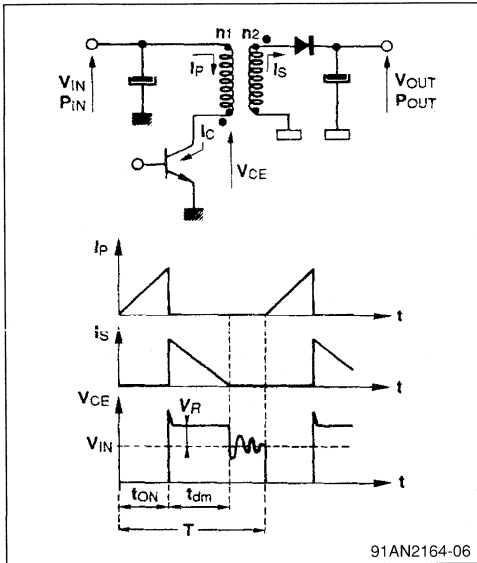 n1 n2
IP IS
VIN
PIN
VOUT
POUT
IC
VCE
IP
t
iS
t
VCE
VR
VIN
tON tdm
t
T
91AN2164-06